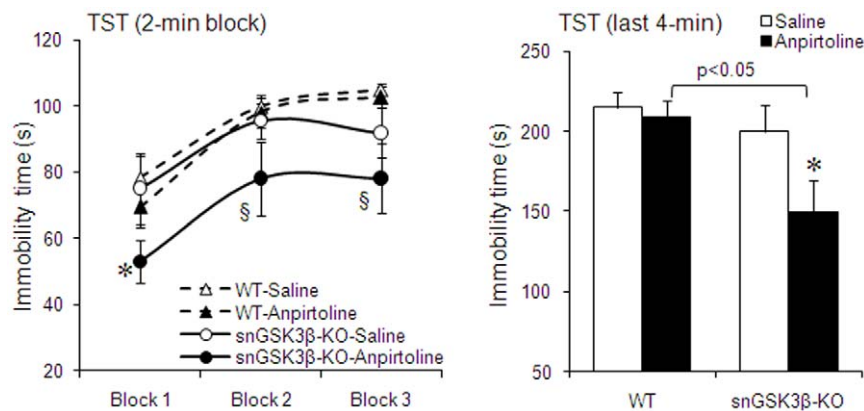 TST (2-min block)
Immobility time (s)
120
100
80
60
40
20
*
§
§
WT-Saline
WT-Anpirtoline
snGSK3β-KO-Saline
snGSK3β-KO-Anpirtoline
Block 1 Block 2 Block 3
TST (last 4-min)
Saline
Anpirtoline
Immobility time (s)
250
200
150
100
50
p<0.05
*
WT snGSK3β-KO